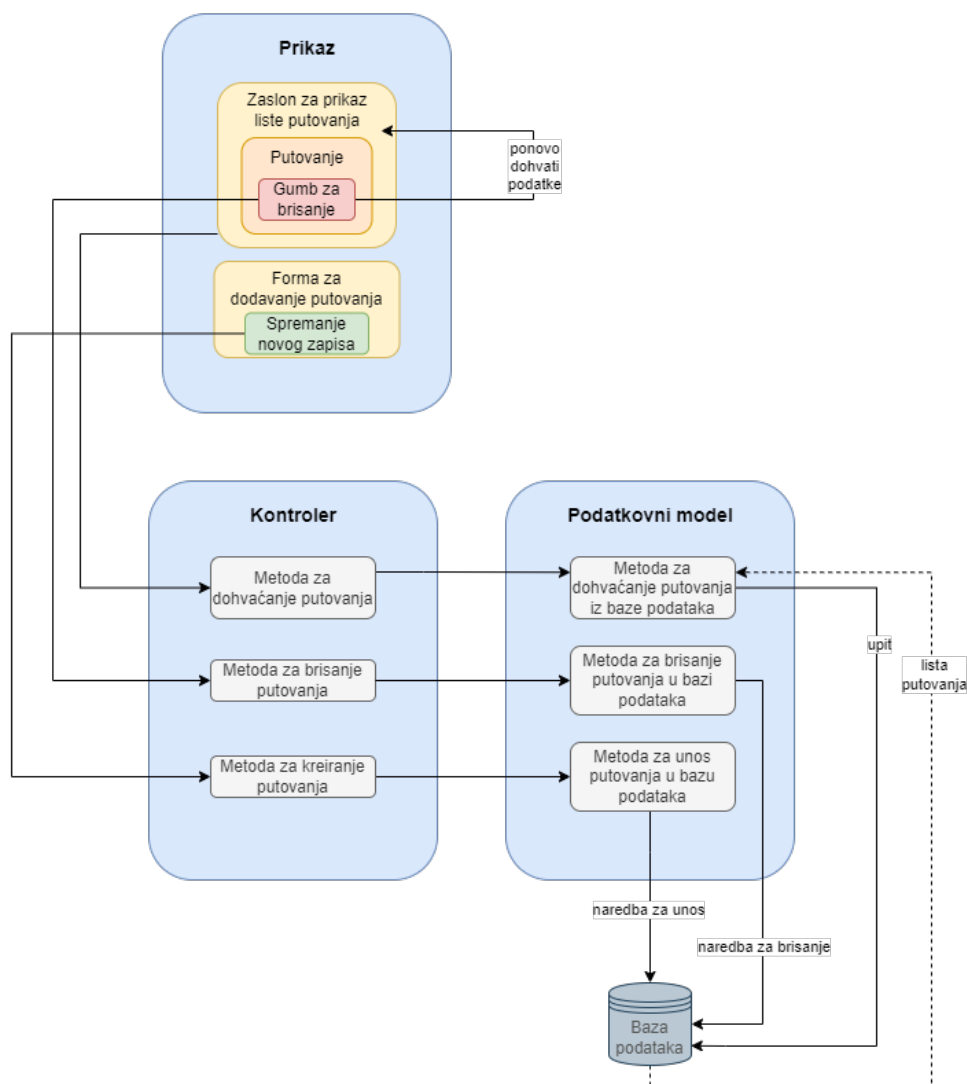 Prikaz
Zaslon za prikaz
liste putovanja
Putovanje
Gumb za
brisanje
ponovo
dohvati
podatke
Forma za
dodavanje putovanja
Spremanje
novog zapisa
Kontroler
Metoda za
dohvaćanje putovanja
Metoda za brisanje
putovanja
Metoda za kreiranje
putovanja
Podatkovni model
Metoda za
dohvaćanje putovanja
iz baze podataka
Metoda za brisanje
putovanja u bazi
podataka
Metoda za unos
putovanja u bazu
podataka
upit
lista
putovanja
naredba za unos
naredba za brisanje
Baza
podataka